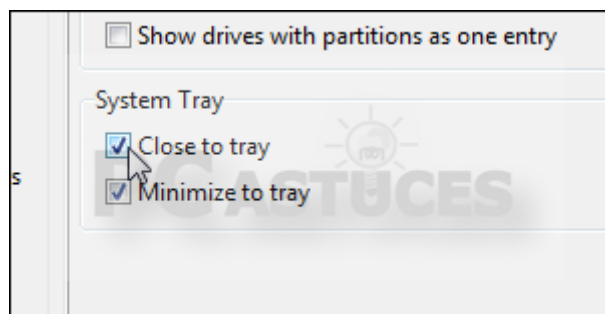 Show drives with partitions as one entry
System Tray
Close to tray
s
Minimize to tray
PC ASTUCES